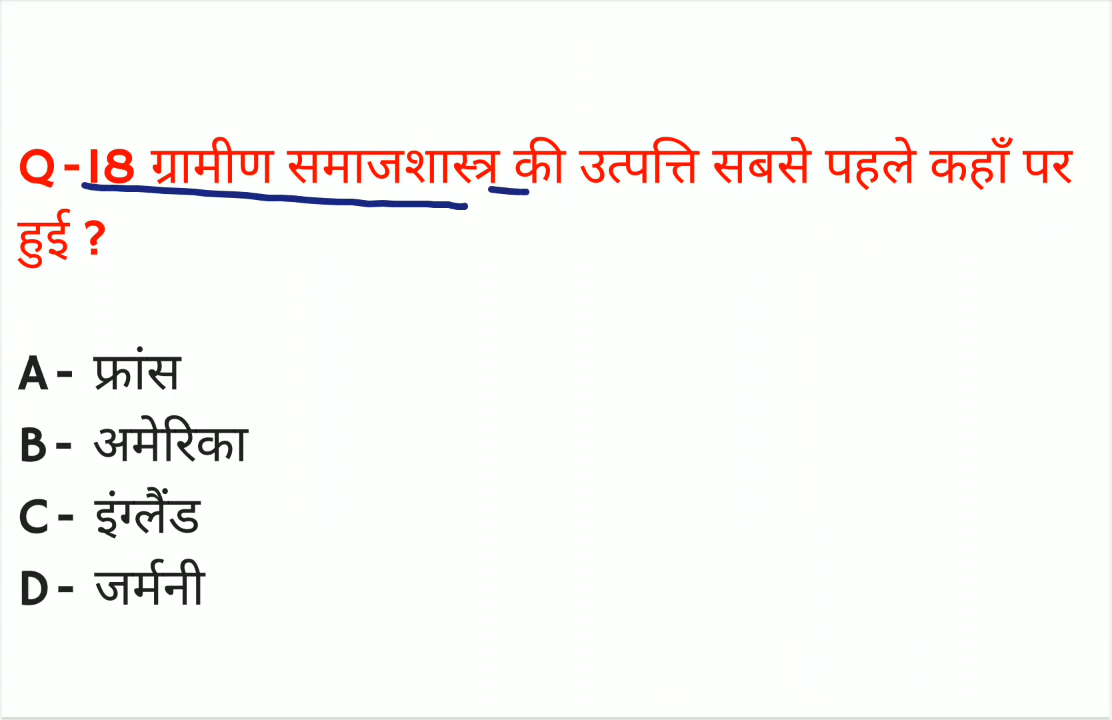 Q-18 ग्रामीण समाजशास्त्र की उत्पत्ति सबसे पहले कहाँ पर
हुई ?
A- फ्रांस
B- अमेरिका
C- इंग्लैंड
D- जर्मनी